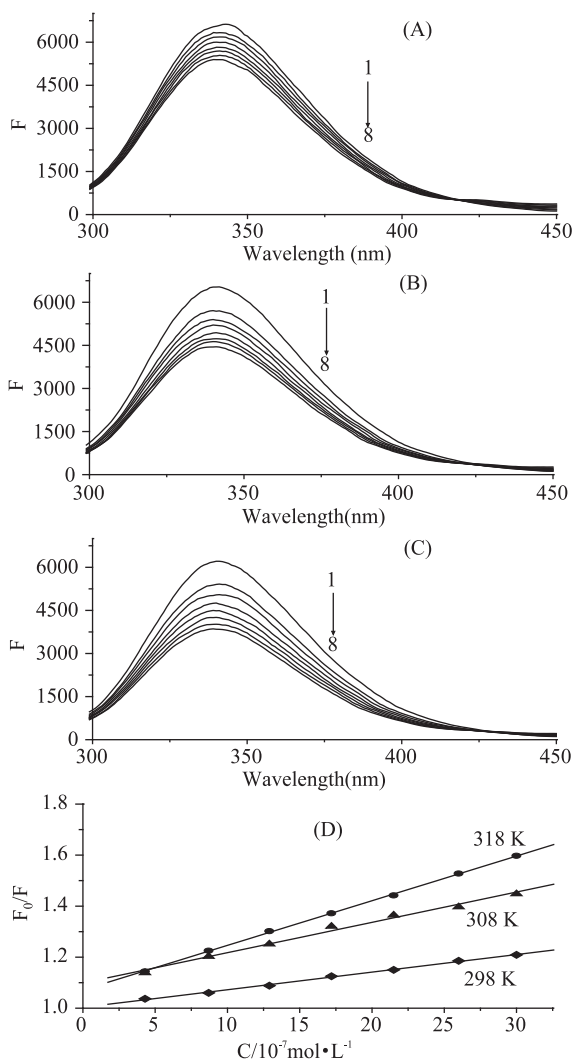 (A)
6000
4500
3000
1500
0
F
1
8
300 350 400 450
Wavelength (nm)
(B)
6000
4500
3000
1500
0
F
1
8
300 350 400 450
Wavelength(nm)
(C)
6000
4500
3000
1500
0
F
1
8
300 350 400 450
Wavelength(nm)
(D)
1.8
1.6
1.4
1.2
1.0
F₀/F
318 K
308 K
298 K
0 5 10 15 20 25 30
C/10⁻⁷mol•L⁻¹